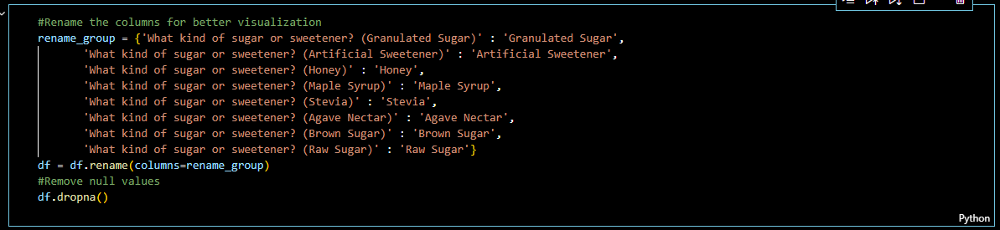 #Rename the columns for better visualization
rename_group = {'What kind of sugar or sweetener? (Granulated Sugar)' : 'Granulated Sugar',
'What kind of sugar or sweetener? (Artificial Sweetener)' : 'Artificial Sweetener',
'What kind of sugar or sweetener? (Honey)' : 'Honey',
'What kind of sugar or sweetener? (Maple Syrup)' : 'Maple Syrup',
'What kind of sugar or sweetener? (Stevia)' : 'Stevia',
'What kind of sugar or sweetener? (Agave Nectar)' : 'Agave Nectar',
'What kind of sugar or sweetener? (Brown Sugar)' : 'Brown Sugar',
'What kind of sugar or sweetener? (Raw Sugar)' : 'Raw Sugar'}
df = df.rename(columns=rename_group)
#Remove null values
df.dropna()
Python